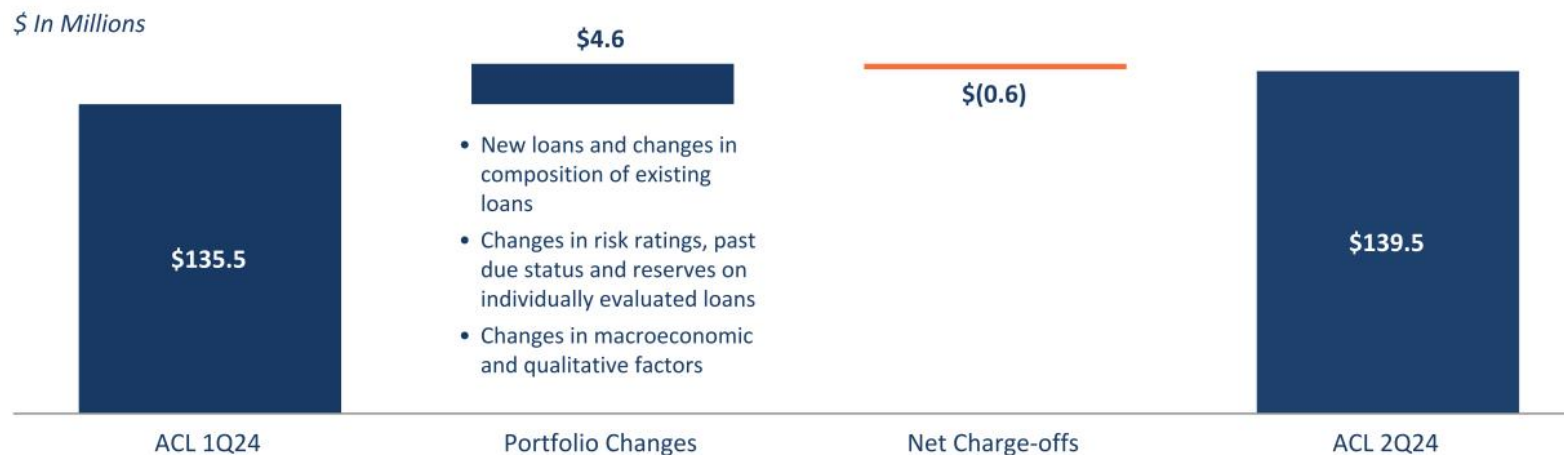 $ In Millions
$4.6
$(0.6)
• New loans and changes in
composition of existing
loans
• Changes in risk ratings, past
due status and reserves on
individually evaluated loans
• Changes in macroeconomic
and qualitative factors
$135.5
$139.5
ACL 1Q24
Portfolio Changes
Net Charge-offs
ACL 2Q24